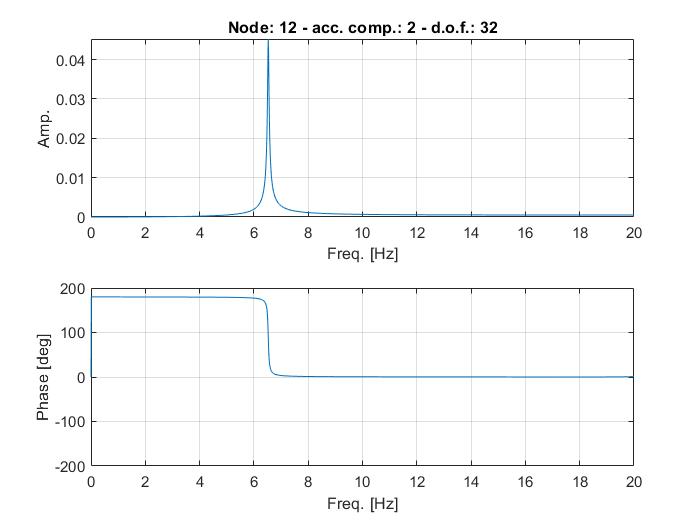 Node: 12 - acc. comp.: 2 - d.o.f.: 32
Amp.
0.04
0.03
0.02
0.01
0
0 2 4 6 8 10 12 14 16 18 20
Freq. [Hz]
Phase [deg]
200
100
0
-100
-200
0 2 4 6 8 10 12 14 16 18 20
Freq. [Hz]